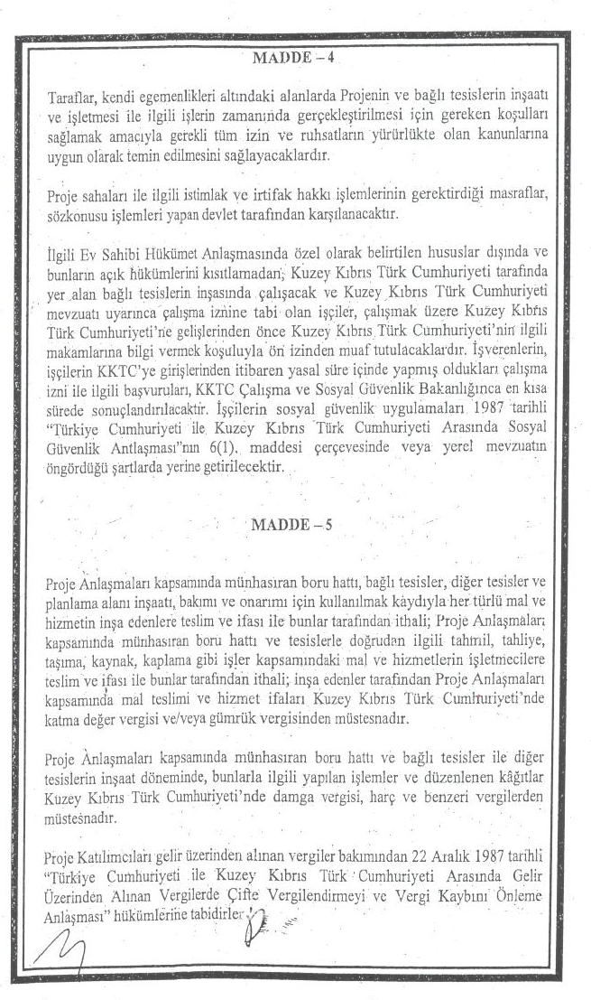 MADDE – 4
Taraflar, kendi egemenlikleri altındaki alanlarda Projenin ve bağlı tesislerin inşaatı
ve işletmesi ile ilgili işlerin zamanında gerçekleştirilmesi için gereken koşulları
sağlamak amacıyla gerekli tüm izin ve ruhsatların yürürlükte olan kanunlarına
uygun olarak temin edilmesini sağlayacaklardır.
Proje sahaları ile ilgili istimlak ve irtifak hakkı işlemlerinin gerektirdiği masraflar,
sözkonusu işlemleri yapan devlet tarafından karşılanacaktır.
İlgili Ev Sahibi Hükümet Anlaşmasında özel olarak belirtilen hususlar dışında ve
bunların açık hükümlerini kısıtlamadan; Kuzey Kıbrıs Türk Cumhuriyeti tarafında
yer alan bağlı tesislerin inşasında çalışacak ve Kuzey Kıbrıs Türk Cumhuriyeti
mevzuatı uyarınca çalışma iznine tabi olan işçiler, çalışmak üzere Kuzey Kıbrıs
Türk Cumhuriyeti'ne gelişlerinden önce Kuzey Kıbrıs Türk Cumhuriyeti'nin ilgili
makamlarına bilgi vermek koşuluyla ön izinden muaf tutulacaklardır. İşverenlerin,
işçilerin KKTC'ye girişlerinden itibaren yasal süre içinde yapmış oldukları çalışma
izni ile ilgili başvuruları, KKTC Çalışma ve Sosyal Güvenlik Bakanlığınca en kısa
sürede sonuçlandırılacaktır. İşçilerin sosyal güvenlik uygulamaları 1987 tarihli
“Türkiye Cumhuriyeti ile Kuzey Kıbrıs Türk Cumhuriyeti Arasında Sosyal
Güvenlik Antlaşması”nın 6(1). maddesi çerçevesinde veya yerel mevzuatın
öngördüğü şartlarda yerine getirilecektir.
MADDE – 5
Proje Anlaşmaları kapsamında münhasıran boru hattı, bağlı tesisler, diğer tesisler ve
planlama alanı inşaatı, bakımı ve onarımı için kullanılmak kaydıyla her türlü mal ve
hizmetin inşa edenlere teslim ve ifası ile bunlar tarafından ithali; Proje Anlaşmaları
kapsamında münhasıran boru hattı ve tesislerle doğrudan ilgili tahmil, tahliye,
taşıma, kaynak, kaplama gibi işler kapsamındaki mal ve hizmetlerin işletmecilere
teslim ve ifası ile bunlar tarafından ithali; inşa edenler tarafından Proje Anlaşmaları
kapsamında mal teslimi ve hizmet ifaları Kuzey Kıbrıs Türk Cumhuriyeti'nde
katma değer vergisi ve/veya gümrük vergisinden müstesnadır.
Proje Anlaşmaları kapsamında münhasıran boru hattı ve bağlı tesisler ile diğer
tesislerin inşaat döneminde, bunlarla ilgili yapılan işlemler ve düzenlenen kâğıtlar
Kuzey Kıbrıs Türk Cumhuriyeti'nde damga vergisi, harç ve benzeri vergilerden
müstesnadır.
Proje Katılımcıları gelir üzerinden alınan vergiler bakımından 22 Aralık 1987 tarihli
“Türkiye Cumhuriyeti ile Kuzey Kıbrıs Türk Cumhuriyeti Arasında Gelir
Üzerinden Alınan Vergilerde Çifte Vergilendirmeyi ve Vergi Kaybını Önleme
Anlaşması” hükümlerine tabidirler.